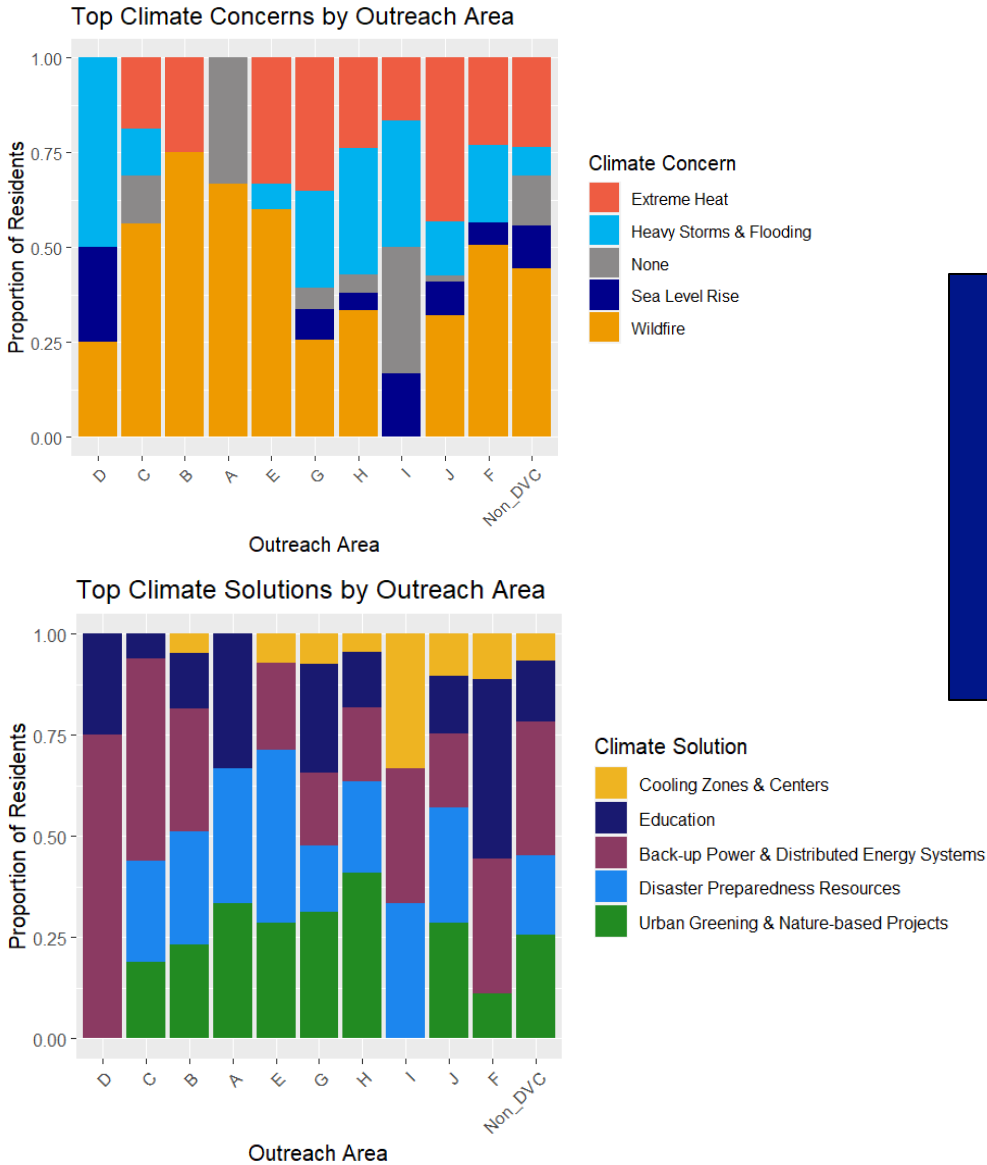 Top Climate Concerns by Outreach Area
Proportion of Residents
1.00
0.75
0.50
0.25
0.00
D C B A E G H I J F Non_DVC
Outreach Area
Climate Concern
Extreme Heat
Heavy Storms & Flooding
None
Sea Level Rise
Wildfire
Top Climate Solutions by Outreach Area
Proportion of Residents
1.00
0.75
0.50
0.25
0.00
D C B A E G H I J F Non_DVC
Outreach Area
Climate Solution
Cooling Zones & Centers
Education
Back-up Power & Distributed Energy Systems
Disaster Preparedness Resources
Urban Greening & Nature-based Projects